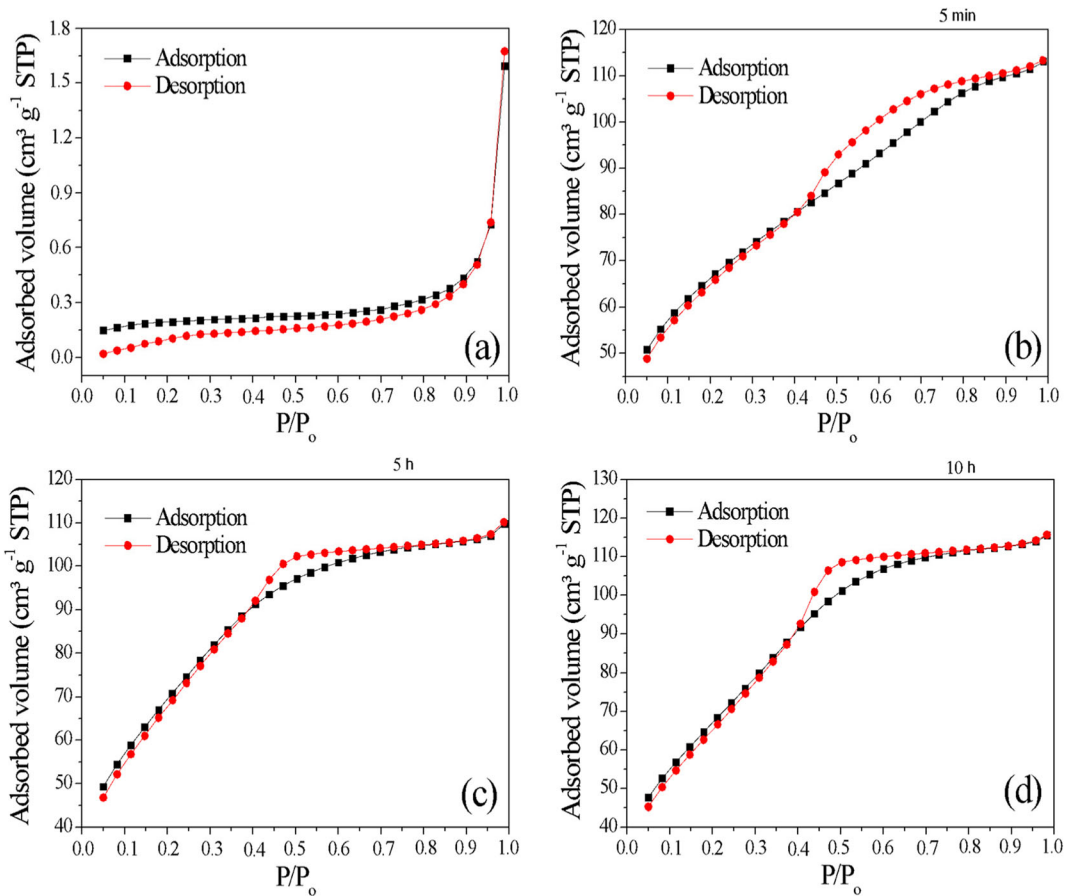 1.8
1.5
1.2
0.9
0.6
0.3
0.0
Adsorbed volume (cm³ g⁻¹ STP)
Adsorption
Desorption
(a)
0.0 0.1 0.2 0.3 0.4 0.5 0.6 0.7 0.8 0.9 1.0
P/Pₒ
5 min
120
110
100
90
80
70
60
50
Adsorbed volume (cm³ g⁻¹ STP)
Adsorption
Desorption
(b)
0.0 0.1 0.2 0.3 0.4 0.5 0.6 0.7 0.8 0.9 1.0
P/Pₒ
5 h
120
110
100
90
80
70
60
50
40
Adsorbed volume (cm³ g⁻¹ STP)
Adsorption
Desorption
(c)
0.0 0.1 0.2 0.3 0.4 0.5 0.6 0.7 0.8 0.9 1.0
P/Pₒ
10 h
130
120
110
100
90
80
70
60
50
40
Adsorbed volume (cm³ g⁻¹ STP)
Adsorption
Desorption
(d)
0.0 0.1 0.2 0.3 0.4 0.5 0.6 0.7 0.8 0.9 1.0
P/Pₒ